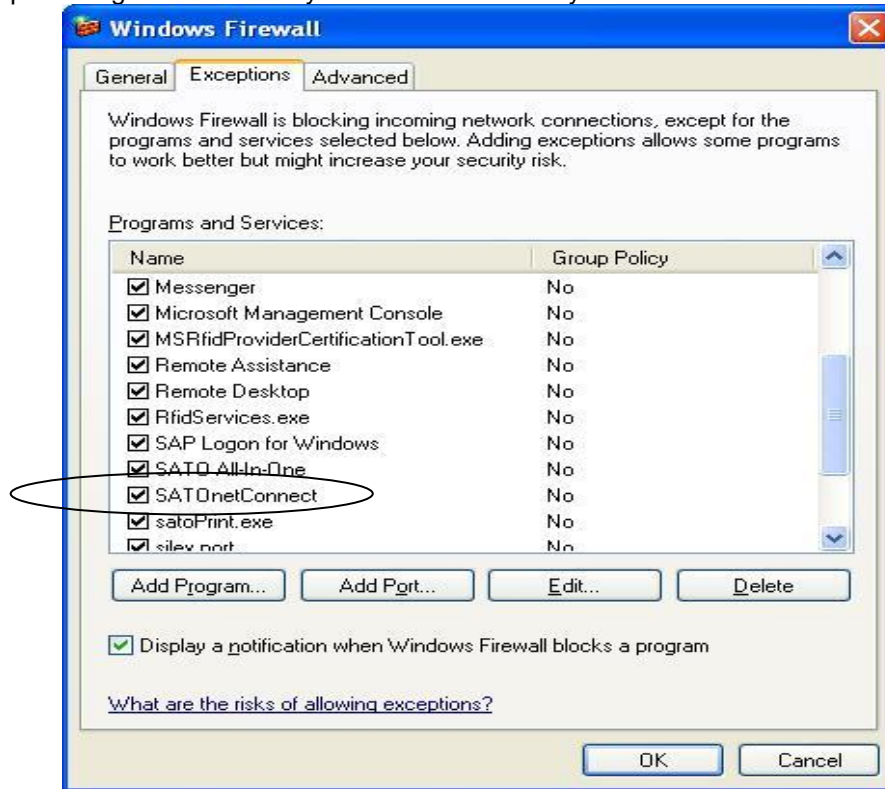 Windows Firewall
General Exceptions Advanced
Windows Firewall is blocking incoming network connections, except for the
programs and services selected below. Adding exceptions allows some programs
to work better but might increase your security risk.
Programs and Services:
Name Group Policy
Messenger No
Microsoft Management Console No
MSRfidProviderCertificationTool.exe No
Remote Assistance No
Remote Desktop No
RfidServices.exe No
SAP Logon for Windows No
SATO All-In-One No
SATOnetConnect No
satoPrint.exe No
silex port No
Add Program... Add Port... Edit... Delete
Display a notification when Windows Firewall blocks a program
What are the risks of allowing exceptions?
OK Cancel